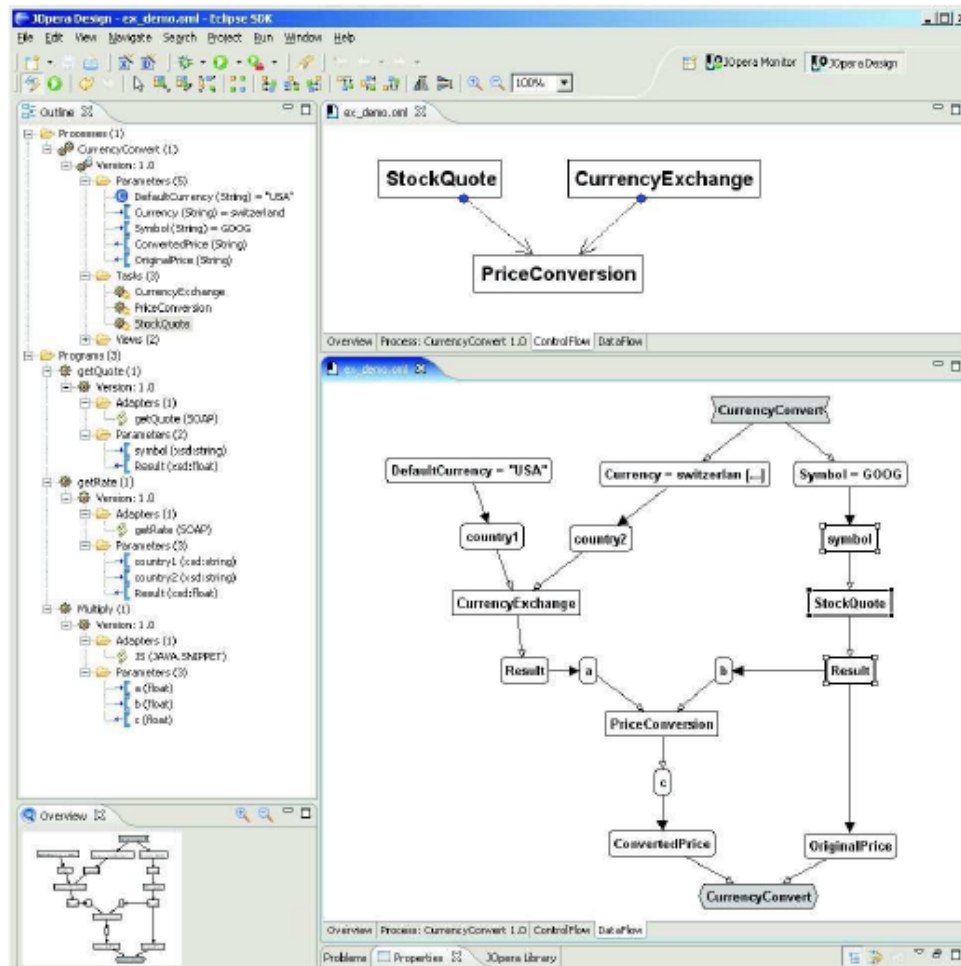 JOpera Design - ex_demo.oml - Eclipse SDK
File Edit View Navigate Search Project Run Window Help
JOpera Monitor JOpera Design
100%
Outline
Processes (1)
CurrencyConvert (1)
Version: 1.0
Parameters (5)
DefaultCurrency (String) = "USA"
Currency (String) = switzerland
Symbol (String) = GOOG
ConvertedPrice (String)
OriginalPrice (String)
Tasks (3)
CurrencyExchange
PriceConversion
StockQuote
Views (2)
Programs (3)
getQuote (1)
Version: 1.0
Adapters (1)
getQuote (SOAP)
Parameters (2)
symbol (xsd:string)
Result (xsd:float)
getRate (1)
Version: 1.0
Adapters (1)
getRate (SOAP)
Parameters (3)
country1 (xsd:string)
country2 (xsd:string)
Result (xsd:float)
Multiply (1)
Version: 1.0
Adapters (1)
JS (JAVA.SNIPPET)
Parameters (3)
a (float)
b (float)
c (float)
Overview
ex_demo.oml
StockQuote CurrencyExchange
PriceConversion
Overview Process: CurrencyConvert 1.0 ControlFlow DataFlow
ex_demo.oml
CurrencyConvert
DefaultCurrency = "USA" Currency = switzerlan [...] Symbol = GOOG
country1 country2 symbol
CurrencyExchange StockQuote
Result a b Result
PriceConversion
c
ConvertedPrice OriginalPrice
CurrencyConvert
Overview Process: CurrencyConvert 1.0 ControlFlow DataFlow
Problems Properties JOpera Library